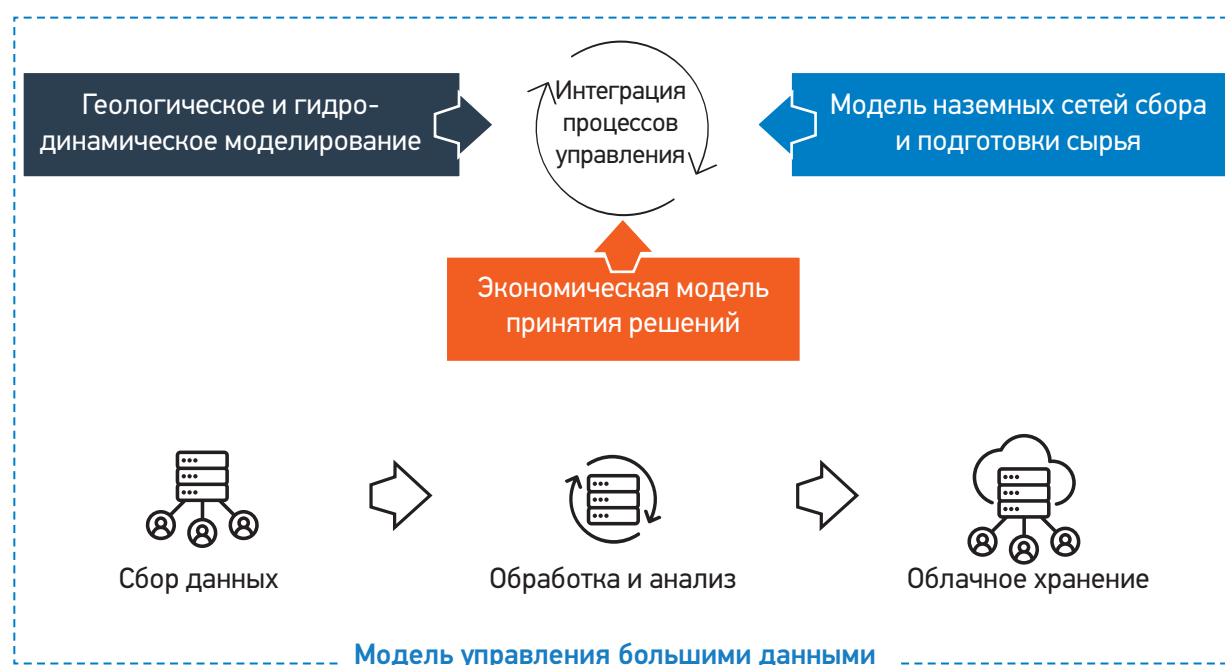 Геологическое и гидро-
динамическое моделирование
Интеграция
процессов
управления
Модель наземных сетей сбора
и подготовки сырья
Экономическая модель
принятия решений
Сбор данных
Обработка и анализ
Облачное хранение
Модель управления большими данными